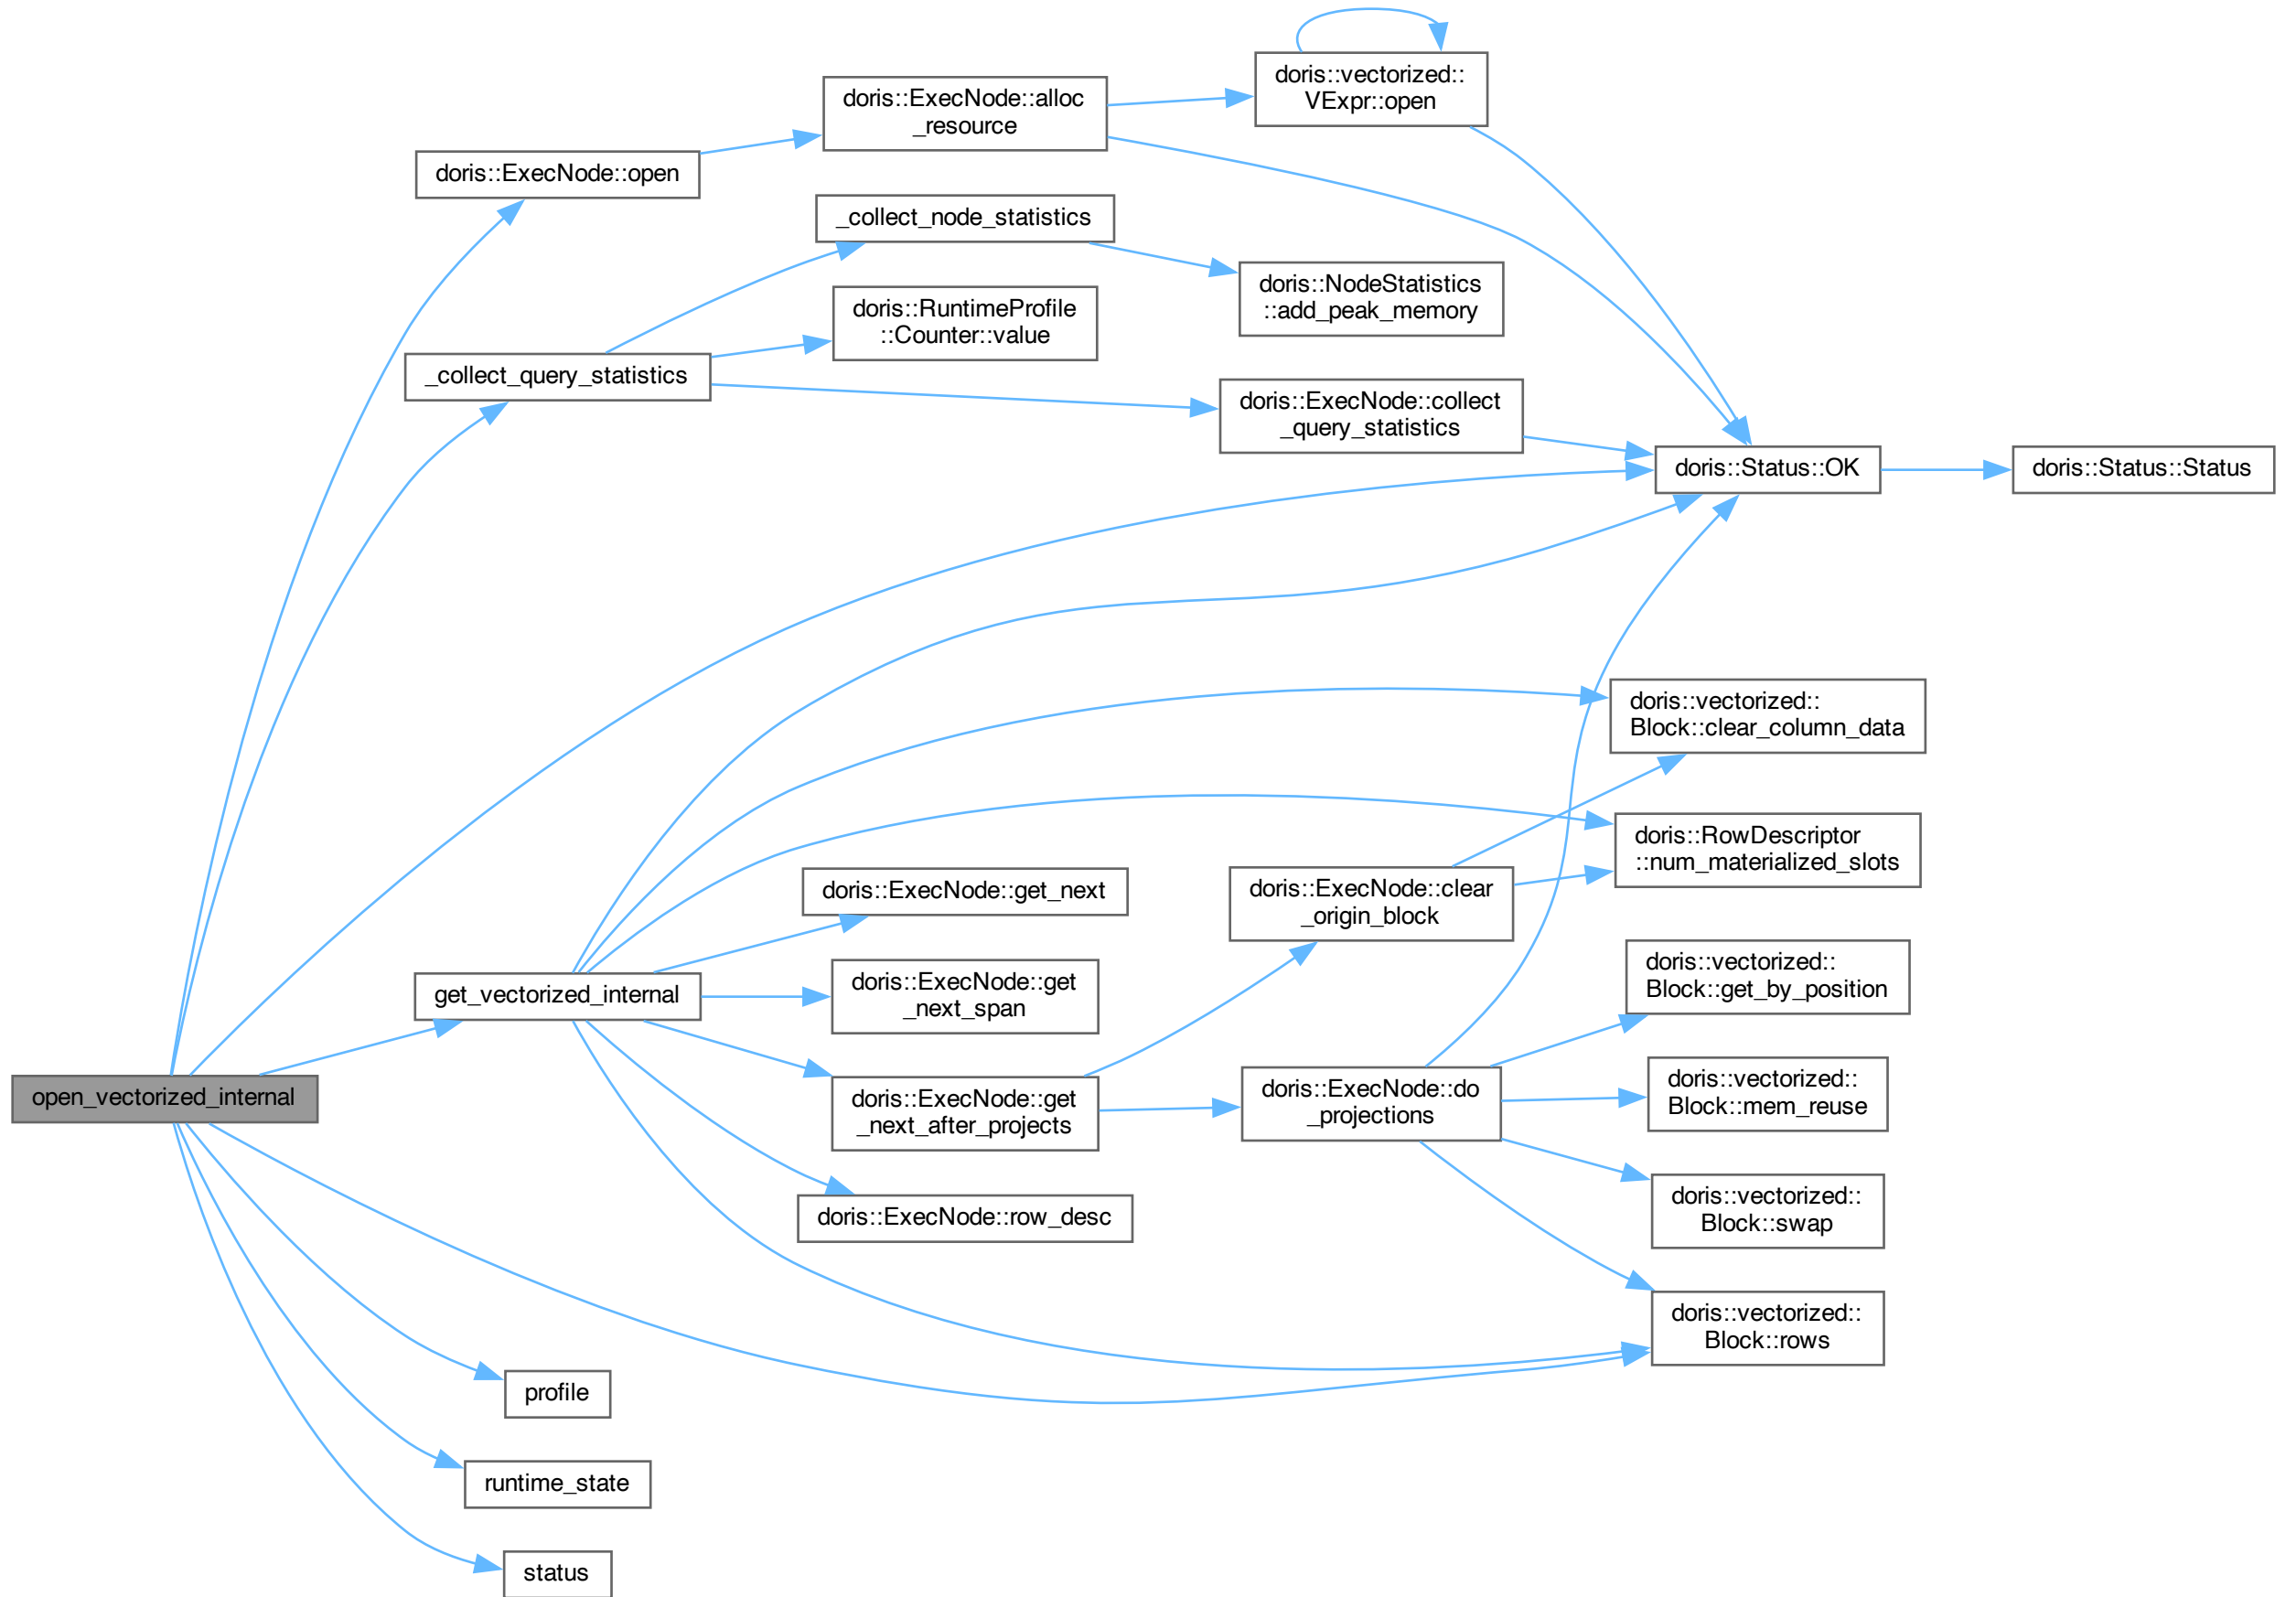 doris::vectorized::
VExpr::open
doris::ExecNode::alloc
_resource
doris::ExecNode::open
_collect_node_statistics
doris::NodeStatistics
::add_peak_memory
doris::RuntimeProfile
::Counter::value
_collect_query_statistics
doris::ExecNode::collect
_query_statistics
doris::Status::OK
doris::Status::Status
doris::vectorized::
Block::clear_column_data
doris::RowDescriptor
::num_materialized_slots
doris::ExecNode::get_next
doris::ExecNode::clear
_origin_block
doris::vectorized::
Block::get_by_position
get_vectorized_internal
doris::ExecNode::get
_next_span
doris::vectorized::
Block::mem_reuse
open_vectorized_internal
doris::ExecNode::get
_next_after_projects
doris::ExecNode::do
_projections
doris::vectorized::
Block::swap
doris::ExecNode::row_desc
doris::vectorized::
Block::rows
profile
runtime_state
status